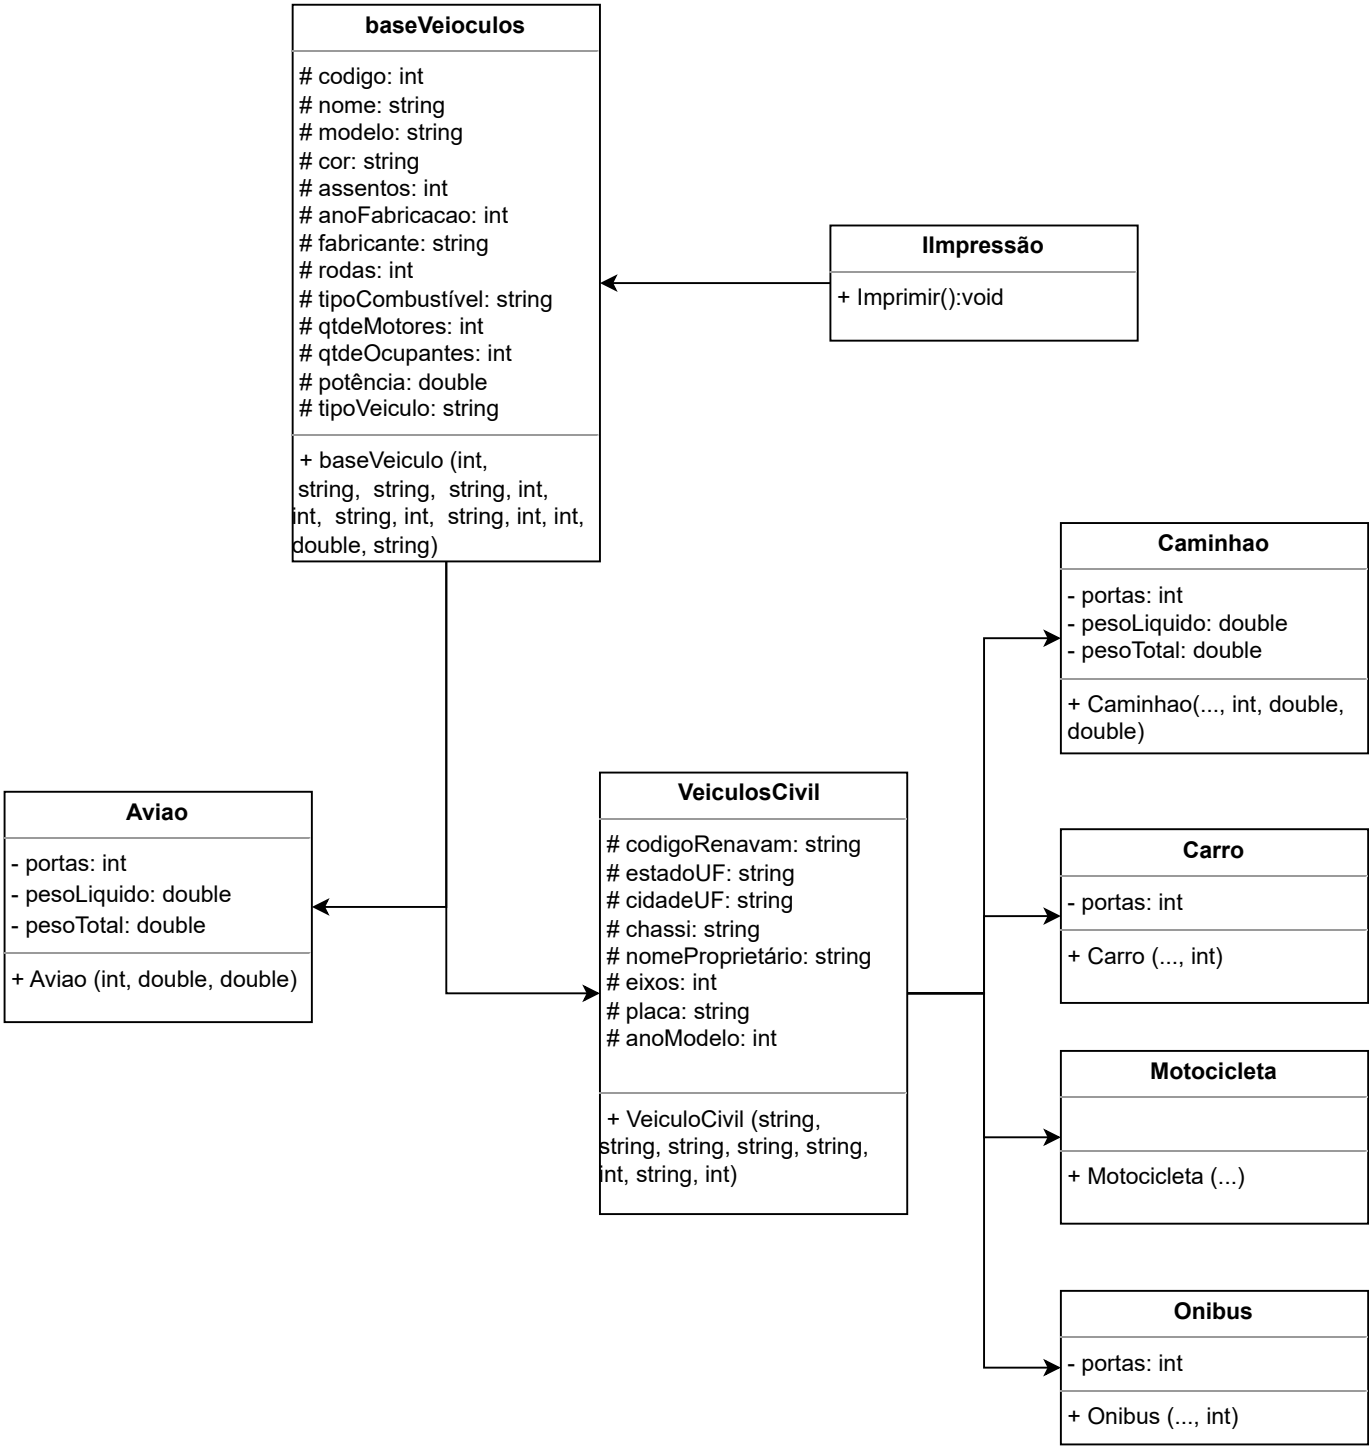 baseVeioculos
# codigo: int
# nome: string
# modelo: string
# cor: string
# assentos: int
# anoFabricacao: int
# fabricante: string
# rodas: int
# tipoCombustível: string
# qtdeMotores: int
# qtdeOcupantes: int
# potência: double
# tipoVeiculo: string
+ baseVeiculo (int,
string,  string,  string, int,
int,  string, int,  string, int, int,
double, string)
IImpressão
+ Imprimir():void
Caminhao
- portas: int
- pesoLiquido: double
- pesoTotal: double
+ Caminhao(..., int, double,
double)
Aviao
- portas: int
- pesoLiquido: double
- pesoTotal: double
+ Aviao (int, double, double)
VeiculosCivil
# codigoRenavam: string
# estadoUF: string
# cidadeUF: string
# chassi: string
# nomeProprietário: string
# eixos: int
# placa: string
# anoModelo: int
+ VeiculoCivil (string,
string, string, string, string,
int, string, int)
Carro
- portas: int
+ Carro (..., int)
Motocicleta
+ Motocicleta (...)
Onibus
- portas: int
+ Onibus (..., int)